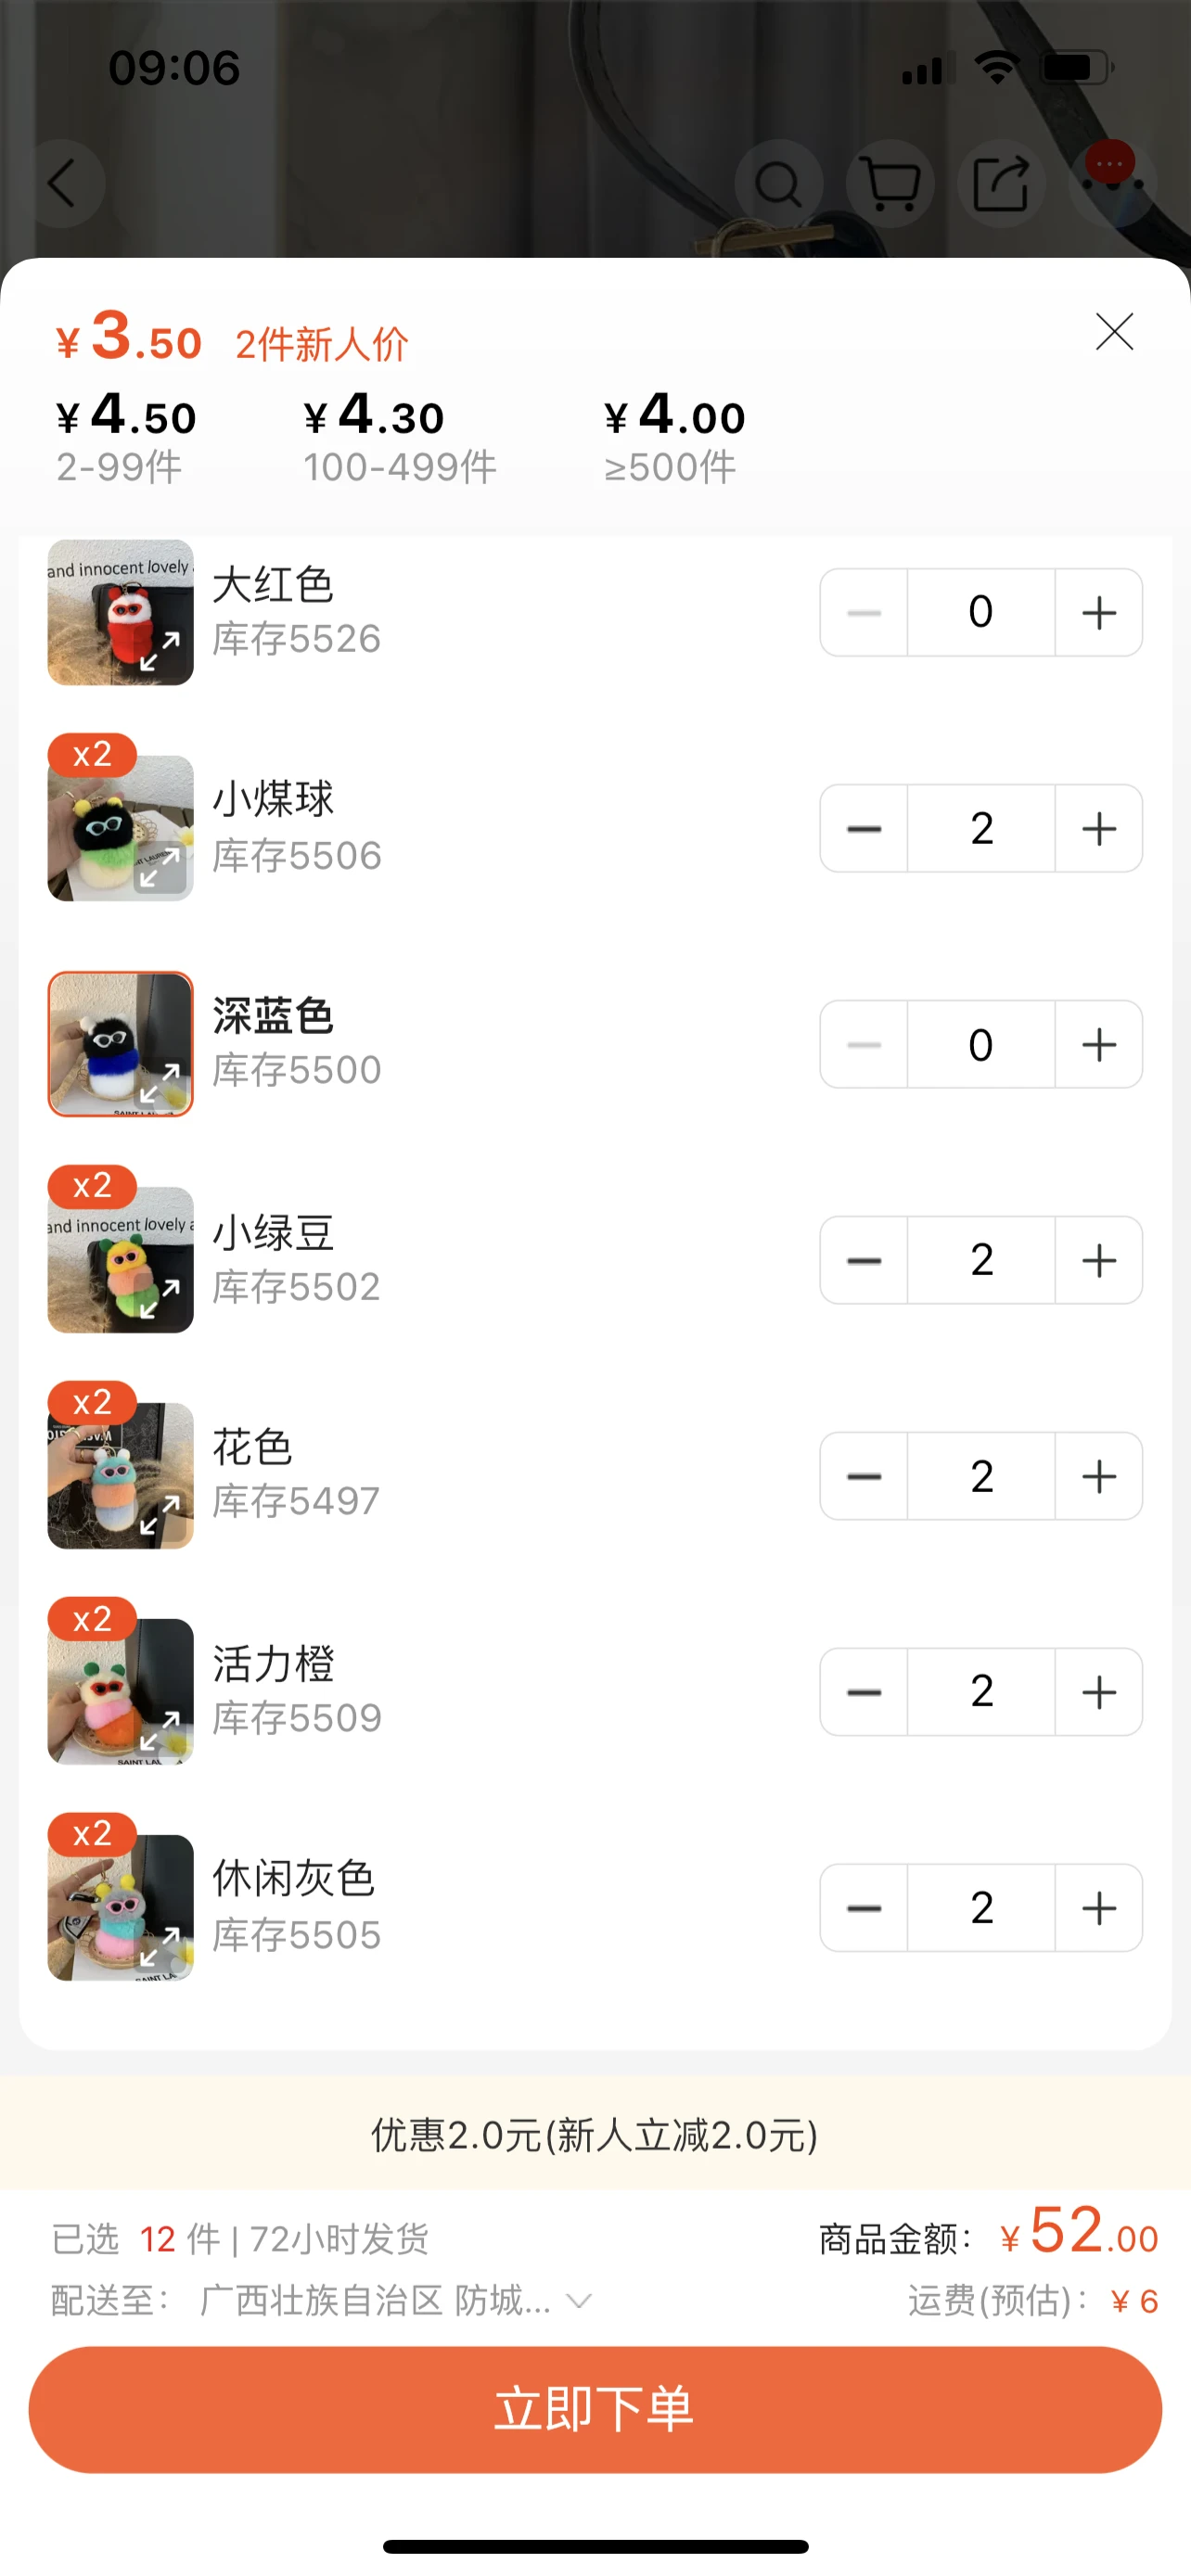 09:06
¥3.50 2件新人价
¥4.50 ¥4.30 ¥4.00
2-99件 100-499件 ≥500件
and innocent lovely
大红色
库存5526
0
x2
小煤球
库存5506
2
深蓝色
库存5500
0
x2
and innocent lovely a
小绿豆
库存5502
2
x2
花色
库存5497
2
x2
活力橙
库存5509
2
SAINT LAU
x2
休闲灰色
库存5505
2
优惠2.0元(新人立减2.0元)
已选 12 件 | 72小时发货 商品金额: ¥52.00
配送至: 广西壮族自治区 防城... 运费(预估): ¥6
立即下单